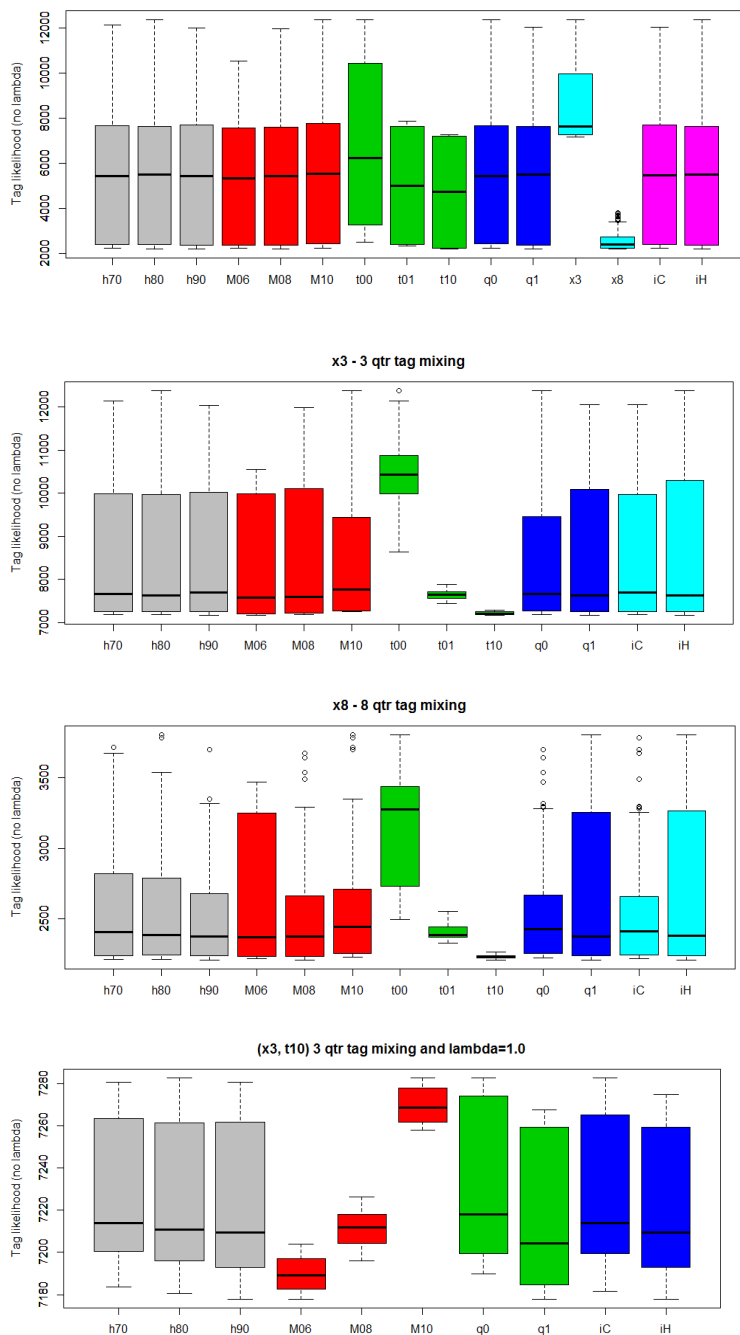 Tag likelihood (no lambda)
12000
10000
8000
6000
4000
2000
h70 h80 h90 M06 M08 M10 t00 t01 t10 q0 q1 x3 x8 iC iH
x3 - 3 qtr tag mixing
Tag likelihood (no lambda)
12000
11000
10000
9000
8000
7000
h70 h80 h90 M06 M08 M10 t00 t01 t10 q0 q1 iC iH
x8 - 8 qtr tag mixing
Tag likelihood (no lambda)
3500
3000
2500
h70 h80 h90 M06 M08 M10 t00 t01 t10 q0 q1 iC iH
(x3, t10) 3 qtr tag mixing and lambda=1.0
Tag likelihood (no lambda)
7280
7260
7240
7220
7200
7180
h70 h80 h90 M06 M08 M10 q0 q1 iC iH